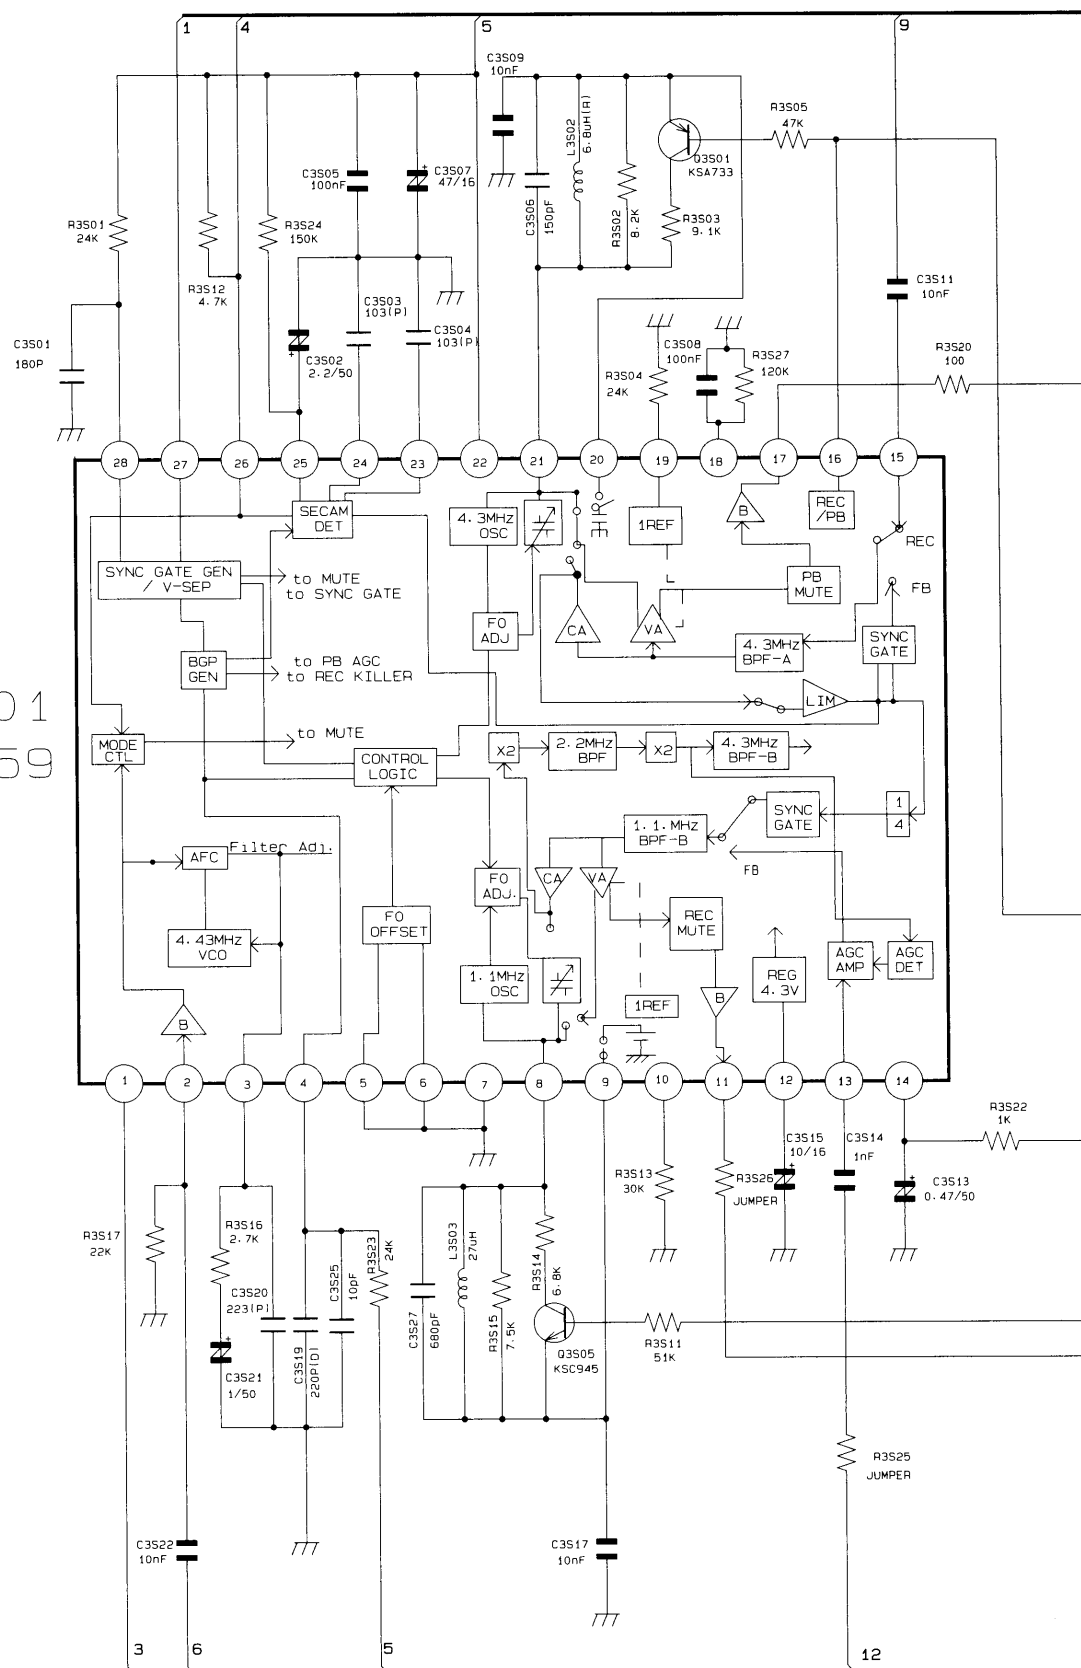 1
4
5
9
C3S09
10nF
L3S02
6.8uH(A)
R3S05
47K
Q3S01
KSA733
C3S05
100nF
C3S07
47/16
C3S06
150pF
R3S02
8.2K
R3S03
9.1K
R3S01
24K
R3S24
150K
R3S12
4.7K
C3S11
10nF
C3S01
180P
C3S03
103(P)
C3S04
103(P)
C3S02
2.2/50
R3S04
24K
C3S08
100nF
R3S27
120K
R3S20
100
28
27
26
25
24
23
22
21
20
19
18
17
16
15
SECAM
DET
4.3MHz
OSC
1REF
B
REC
/PB
REC
SYNC GATE GEN
/ V-SEP
to MUTE
to SYNC GATE
PB
MUTE
FB
FO
ADJ
CA
VA
4.3MHz
BPF-A
SYNC
GATE
BGP
GEN
to PB AGC
to REC KILLER
LIM
01
59
MODE
CTL
to MUTE
CONTROL
LOGIC
X2
2.2MHz
BPF
X2
4.3MHz
BPF-B
1
4
SYNC
GATE
1.1.MHz
BPF-B
FB
AFC
Filter Adj.
FO
ADJ.
CA
VA
FO
OFFSET
REC
MUTE
4.43MHz
VCO
1.1MHz
OSC
REG
4.3V
AGC
AMP
AGC
DET
1REF
B
B
1
2
3
4
5
6
7
8
9
10
11
12
13
14
R3S22
1K
C3S15
10/16
C3S14
1nF
R3S13
30K
R3S26
JUMPER
C3S13
0.47/50
R3S17
22K
R3S16
2.7K
R3S23
24K
L3S03
27uH
R3S14
6.8K
C3S20
223(P)
C3S25
10pF
C3S27
680pF
R3S15
7.5K
C3S19
220P(D)
C3S21
1/50
Q3S05
KSC945
R3S11
51K
R3S25
JUMPER
C3S22
10nF
C3S17
10nF
3
6
5
12